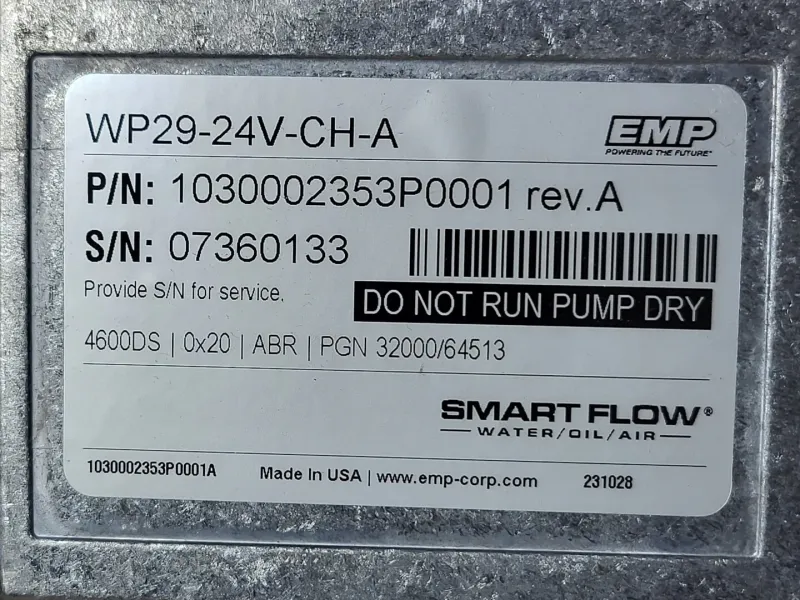 WP29-24V-CH-A
EMP
POWERING THE FUTURE™
P/N: 1030002353P0001 rev.A
S/N: 07360133
Provide S/N for service.
DO NOT RUN PUMP DRY
4600DS | 0x20 | ABR | PGN 32000/64513
SMART FLOW®
WATER/OIL/AIR
1030002353P0001A
Made In USA | www.emp-corp.com
231028